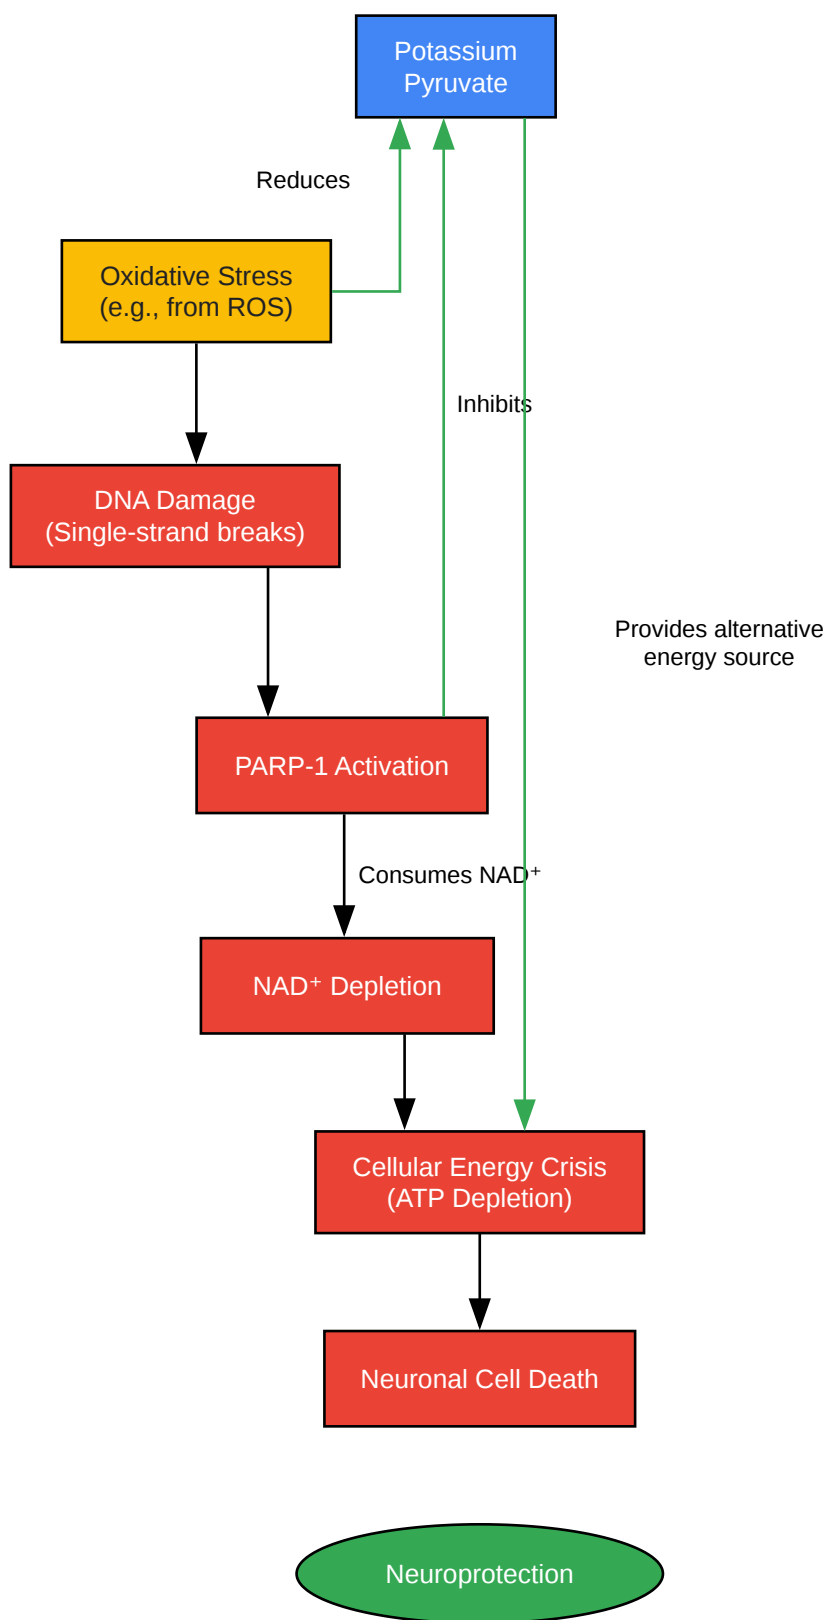 Potassium
Pyruvate
Reduces
Oxidative Stress
(e.g., from ROS)
Inhibits
DNA Damage
(Single-strand breaks)
Provides alternative
energy source
PARP-1 Activation
Consumes NAD⁺
NAD⁺ Depletion
Cellular Energy Crisis
(ATP Depletion)
Neuronal Cell Death
Neuroprotection